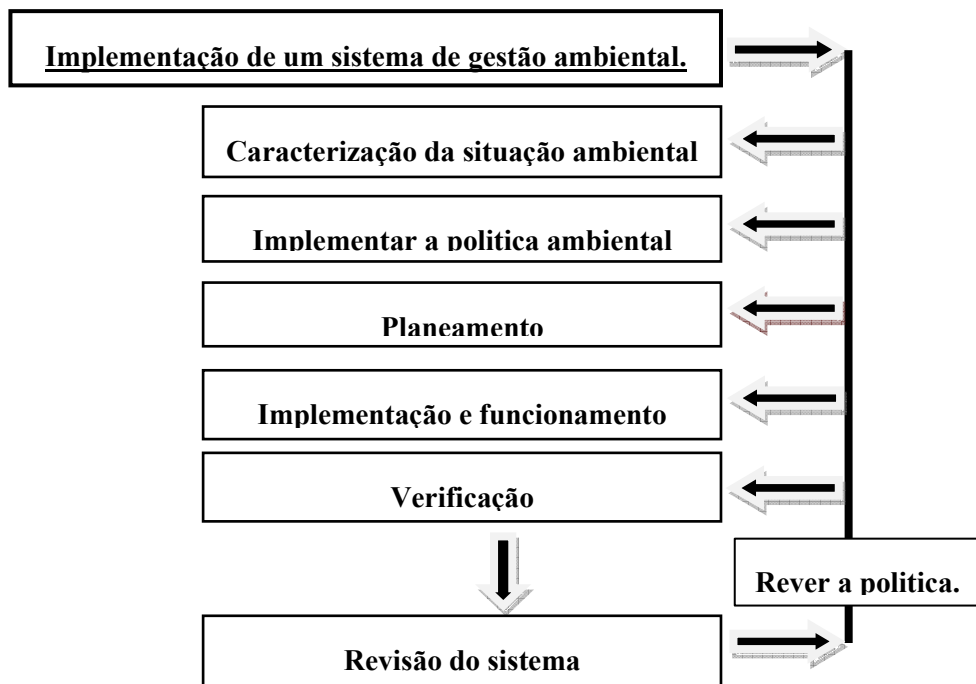 Implementação de um sistema de gestão ambiental.
Caracterização da situação ambiental
Implementar a politica ambiental
Planeamento
Implementação e funcionamento
Verificação
Rever a politica.
Revisão do sistema